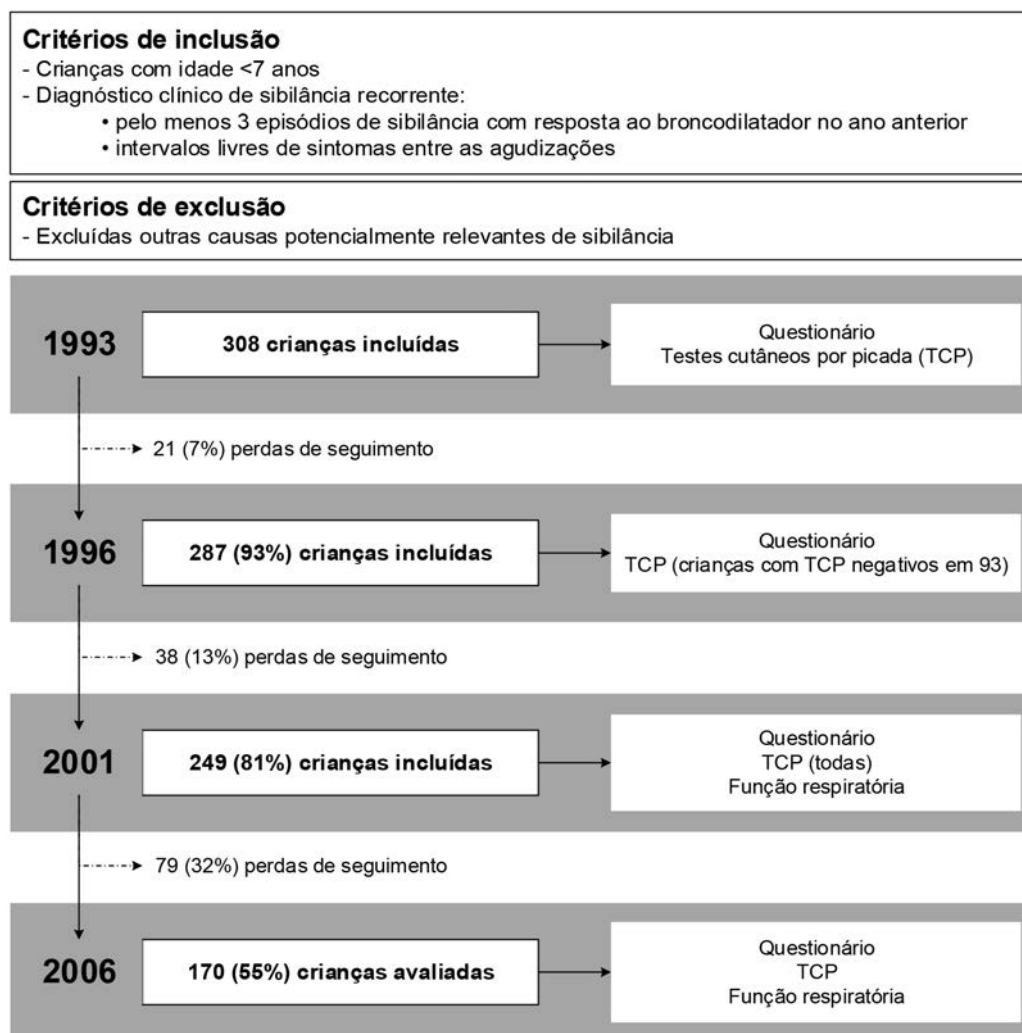 Critérios de inclusão
- Crianças com idade <7 anos
- Diagnóstico clínico de sibilância recorrente:
• pelo menos 3 episódios de sibilância com resposta ao broncodilatador no ano anterior
• intervalos livres de sintomas entre as agudizações
Critérios de exclusão
- Excluídas outras causas potencialmente relevantes de sibilância
1993
308 crianças incluídas
Questionário
Testes cutâneos por picada (TCP)
21 (7%) perdas de seguimento
1996
287 (93%) crianças incluídas
Questionário
TCP (crianças com TCP negativos em 93)
38 (13%) perdas de seguimento
2001
249 (81%) crianças incluídas
Questionário
TCP (todas)
Função respiratória
79 (32%) perdas de seguimento
2006
170 (55%) crianças avaliadas
Questionário
TCP
Função respiratória